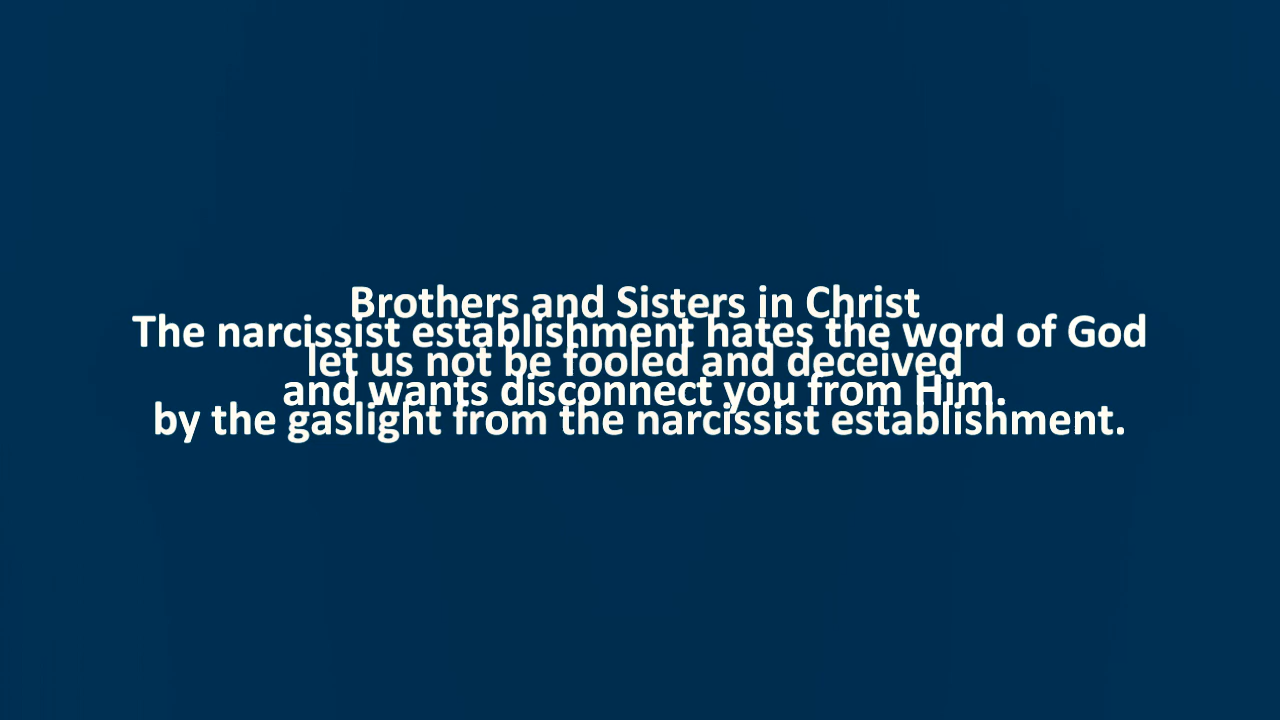 Brothers and Sisters in Christ
The narcissist establishment hates the word of God
let us not be fooled and deceived
and wants disconnect you from Him.
by the gaslight from the narcissist establishment.